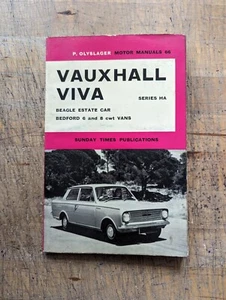 P. OLYSLAGER MOTOR MANUALS 66
VAUXHALL
VIVA
SERIES HA
BEAGLE ESTATE CAR
BEDFORD 6 and 8 cwt VANS
SUNDAY TIMES PUBLICATIONS